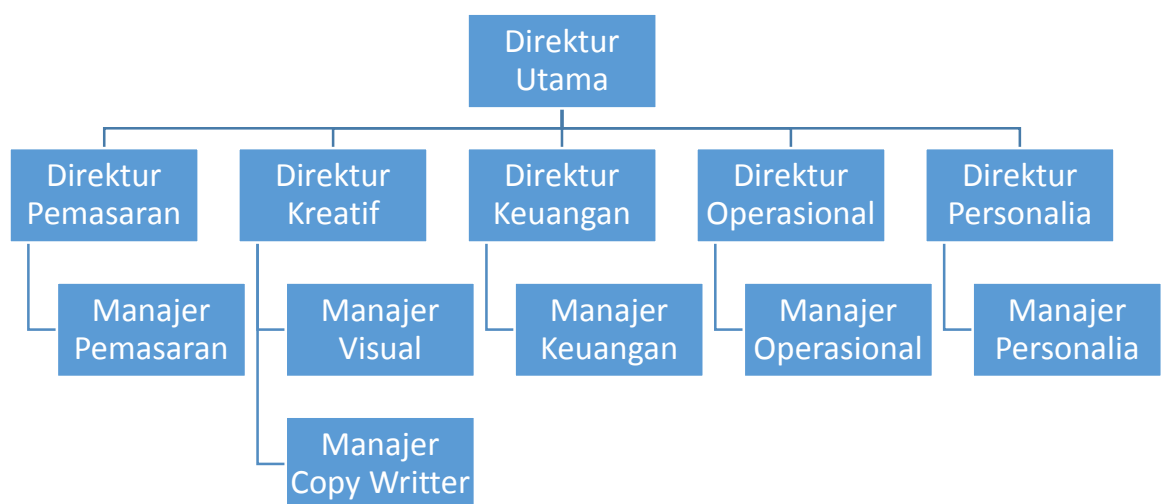 Direktur
Utama
Direktur
Pemasaran
Direktur
Kreatif
Direktur
Keuangan
Direktur
Operasional
Direktur
Personalia
Manajer
Pemasaran
Manajer
Visual
Manajer
Keuangan
Manajer
Operasional
Manajer
Personalia
Manajer
Copy Writter